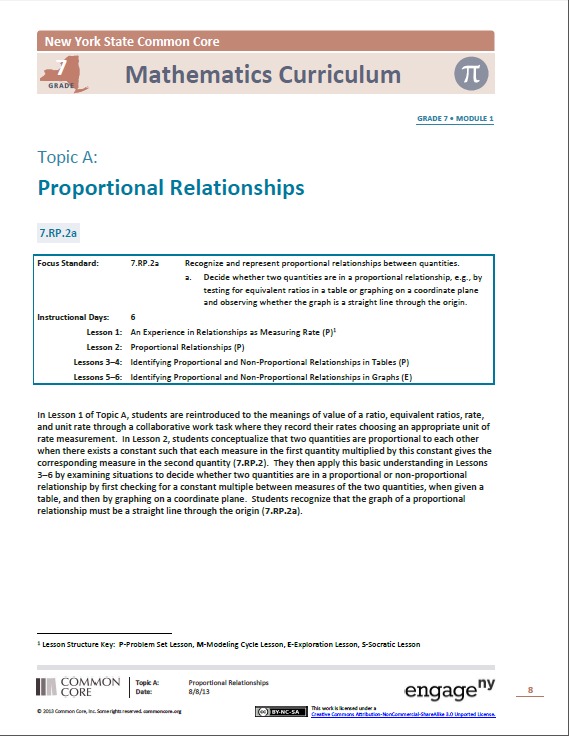 New York State Common Core
7
GRADE
Mathematics Curriculum
π
GRADE 7 • MODULE 1
Topic A:
Proportional Relationships
7.RP.2a
Focus Standard: 7.RP.2a Recognize and represent proportional relationships between quantities.
a. Decide whether two quantities are in a proportional relationship, e.g., by
testing for equivalent ratios in a table or graphing on a coordinate plane
and observing whether the graph is a straight line through the origin.
Instructional Days: 6
Lesson 1: An Experience in Relationships as Measuring Rate (P)¹
Lesson 2: Proportional Relationships (P)
Lessons 3–4: Identifying Proportional and Non-Proportional Relationships in Tables (P)
Lessons 5–6: Identifying Proportional and Non-Proportional Relationships in Graphs (E)
In Lesson 1 of Topic A, students are reintroduced to the meanings of value of a ratio, equivalent ratios, rate,
and unit rate through a collaborative work task where they record their rates choosing an appropriate unit of
rate measurement. In Lesson 2, students conceptualize that two quantities are proportional to each other
when there exists a constant such that each measure in the first quantity multiplied by this constant gives the
corresponding measure in the second quantity (7.RP.2). They then apply this basic understanding in Lessons
3–6 by examining situations to decide whether two quantities are in a proportional or non-proportional
relationship by first checking for a constant multiple between measures of the two quantities, when given a
table, and then by graphing on a coordinate plane. Students recognize that the graph of a proportional
relationship must be a straight line through the origin (7.RP.2a).
¹ Lesson Structure Key: P-Problem Set Lesson, M-Modeling Cycle Lesson, E-Exploration Lesson, S-Socratic Lesson
COMMON
CORE
Topic A: Proportional Relationships
Date: 8/8/13
engage ny
8
© 2013 Common Core, Inc. Some rights reserved. commoncore.org
cc BY-NC-SA
This work is licensed under a
Creative Commons Attribution-NonCommercial-ShareAlike 3.0 Unported License.